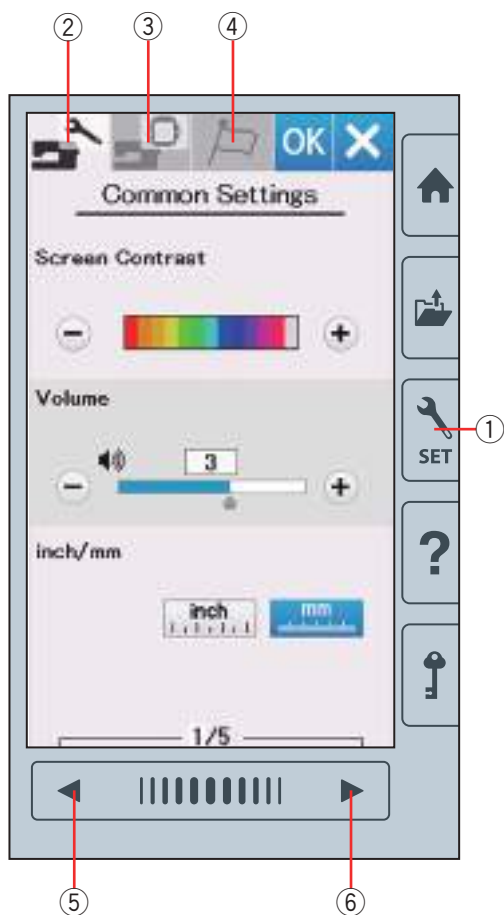 ② ③ ④
OK X
Common Settings
Screen Contrast
Volume
①
SET
3
inch/mm
inch mm
?
1/5
⑤ ⑥